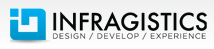 INFRAGISTICS
DESIGN / DEVELOP / EXPERIENCE